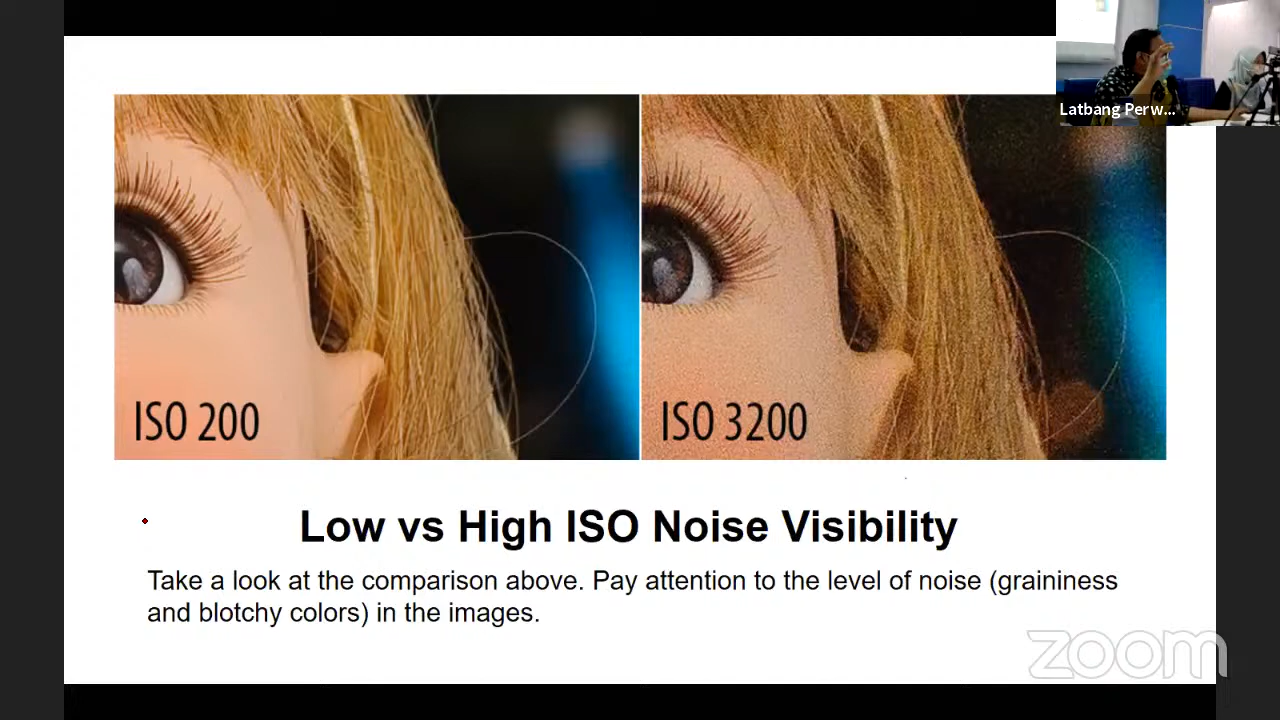 Latbang Perw...
ISO 200
ISO 3200
Low vs High ISO Noise Visibility
Take a look at the comparison above. Pay attention to the level of noise (graininess
and blotchy colors) in the images.
zoom